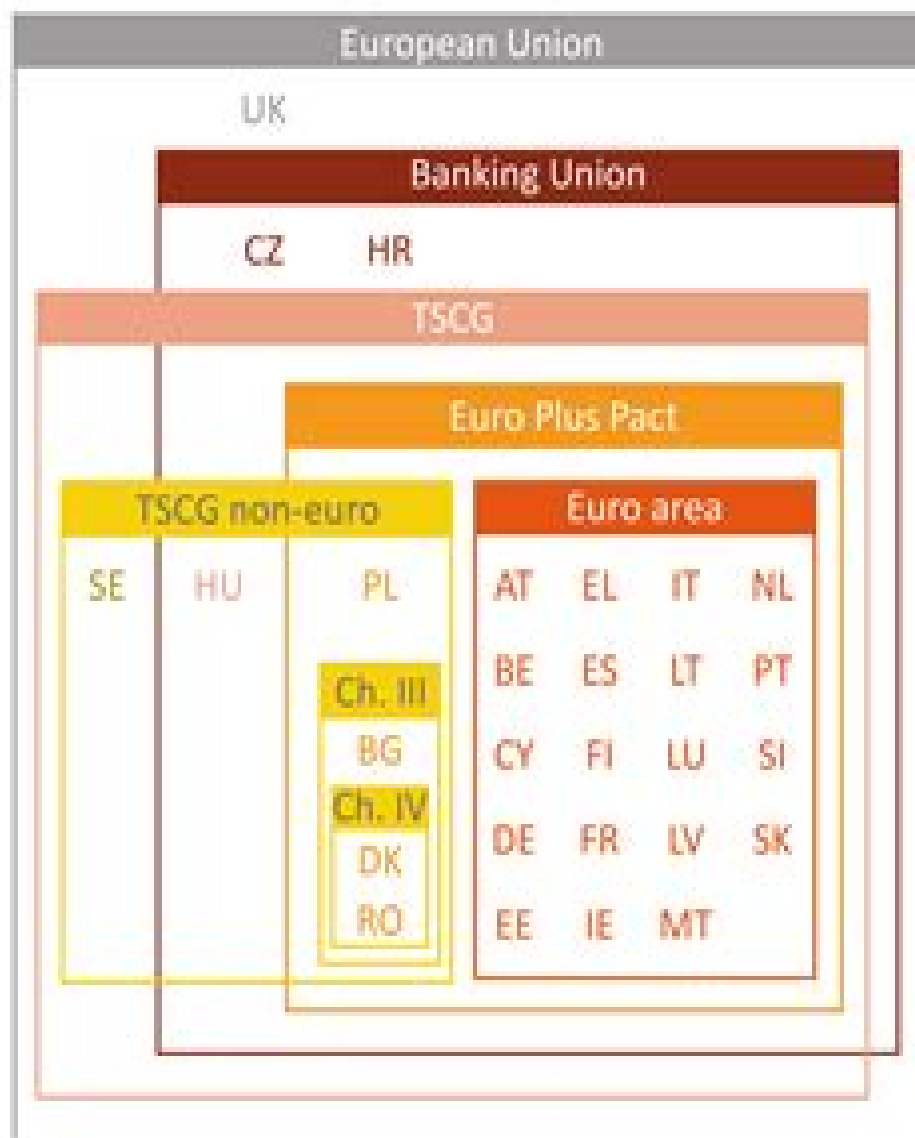 European Union
UK
Banking Union
CZ HR
TSCG
Euro Plus Pact
TSCG non-euro Euro area
SE HU PL AT EL IT NL
Ch. III BE ES LT PT
BG CY FI LU SI
Ch. IV
DK DE FR LV SK
RO EE IE MT